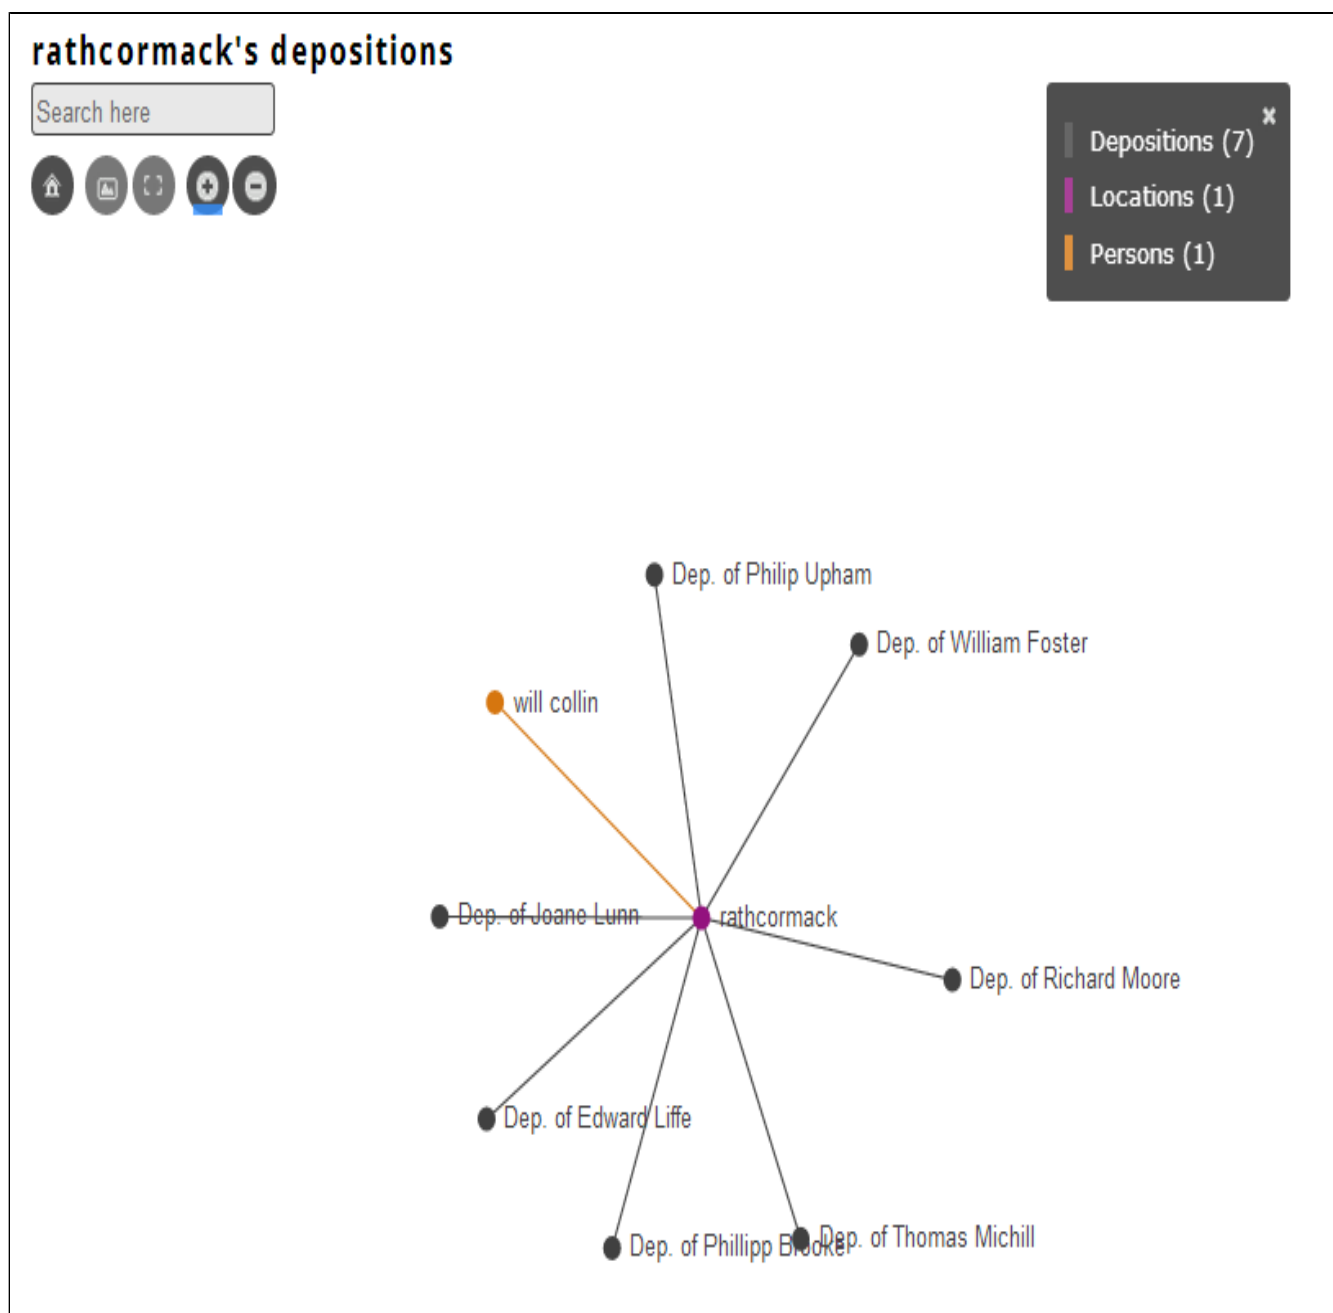 rathcormack's depositions
Search here
Depositions (7)
Locations (1)
Persons (1)
Dep. of Philip Upham
Dep. of William Foster
will collin
Dep. of Joane Lunn
rathcormack
Dep. of Richard Moore
Dep. of Edward Liffe
Dep. of Phillipp Brooke
Dep. of Thomas Michill